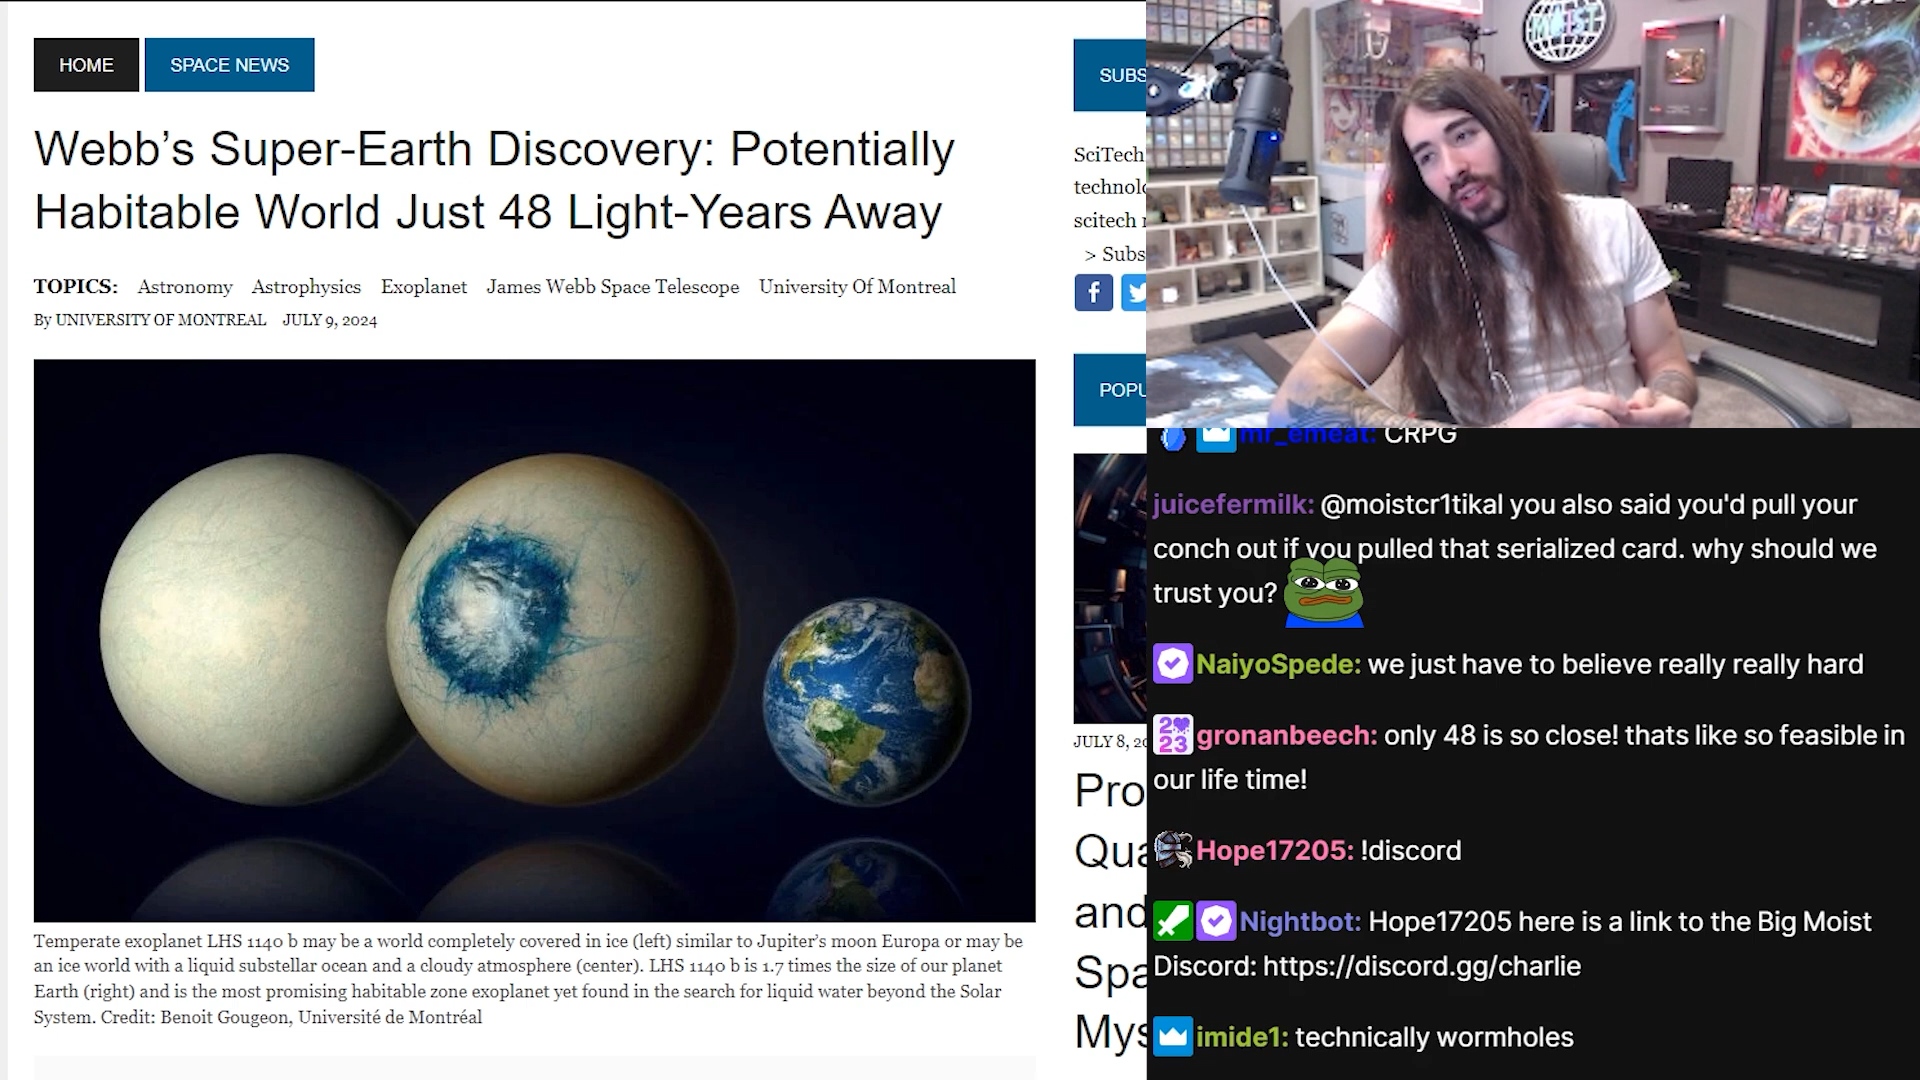 HOME
SPACE NEWS
Webb’s Super-Earth Discovery: Potentially
Habitable World Just 48 Light-Years Away
TOPICS: Astronomy Astrophysics Exoplanet James Webb Space Telescope University Of Montreal
By UNIVERSITY OF MONTREAL JULY 9, 2024
Temperate exoplanet LHS 1140 b may be a world completely covered in ice (left) similar to Jupiter’s moon Europa or may be
an ice world with a liquid substellar ocean and a cloudy atmosphere (center). LHS 1140 b is 1.7 times the size of our planet
Earth (right) and is the most promising habitable zone exoplanet yet found in the search for liquid water beyond the Solar
System. Credit: Benoit Gougeon, Université de Montréal
SUBS
SciTech
technolo
scitech n
> Subs
POPU
JULY 8, 20
Pro
Qua
and
Spa
Mys
MOIST
mr_emeat: CRPG
juicefermilk: @moistcr1tikal you also said you'd pull your
conch out if you pulled that serialized card. why should we
trust you?
NaiyoSpede: we just have to believe really really hard
2023 gronanbeech: only 48 is so close! thats like so feasible in
our life time!
Hope17205: !discord
Nightbot: Hope17205 here is a link to the Big Moist
Discord: https://discord.gg/charlie
imide1: technically wormholes